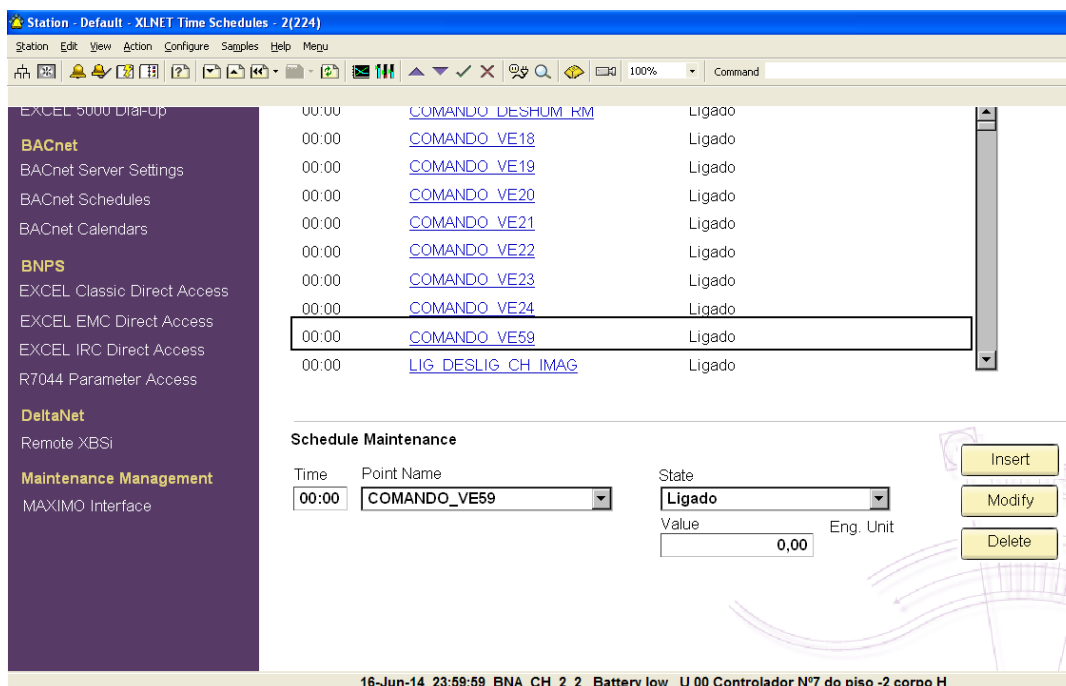 Station - Default - XLNET Time Schedules - 2(224)
Station Edit View Action Configure Samples Help Menu
100% Command
EXCEL 5000 Dial-Up
BACnet
BACnet Server Settings
BACnet Schedules
BACnet Calendars
BNPS
EXCEL Classic Direct Access
EXCEL EMC Direct Access
EXCEL IRC Direct Access
R7044 Parameter Access
DeltaNet
Remote XBSi
Maintenance Management
MAXIMO Interface
00:00 COMANDO_DESHUM_RM Ligado
00:00 COMANDO_VE18 Ligado
00:00 COMANDO_VE19 Ligado
00:00 COMANDO_VE20 Ligado
00:00 COMANDO_VE21 Ligado
00:00 COMANDO_VE22 Ligado
00:00 COMANDO_VE23 Ligado
00:00 COMANDO_VE24 Ligado
00:00 COMANDO_VE59 Ligado
00:00 LIG_DESLIG_CH_IMAG Ligado
Schedule Maintenance
Time Point Name State
00:00 COMANDO_VE59 Ligado
Value Eng. Unit
0,00
Insert
Modify
Delete
16-Jun-14 23:59:59 BNA_CH_2_2_ Battery low U 00 Controlador Nº7 do piso -2 corpo H